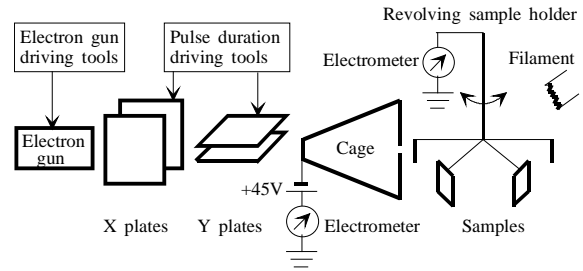 Revolving sample holder
Electron gun
driving tools
Pulse duration
driving tools
Electrometer
Filament
Electron
gun
Cage
+45V
X plates
Y plates
Electrometer
Samples